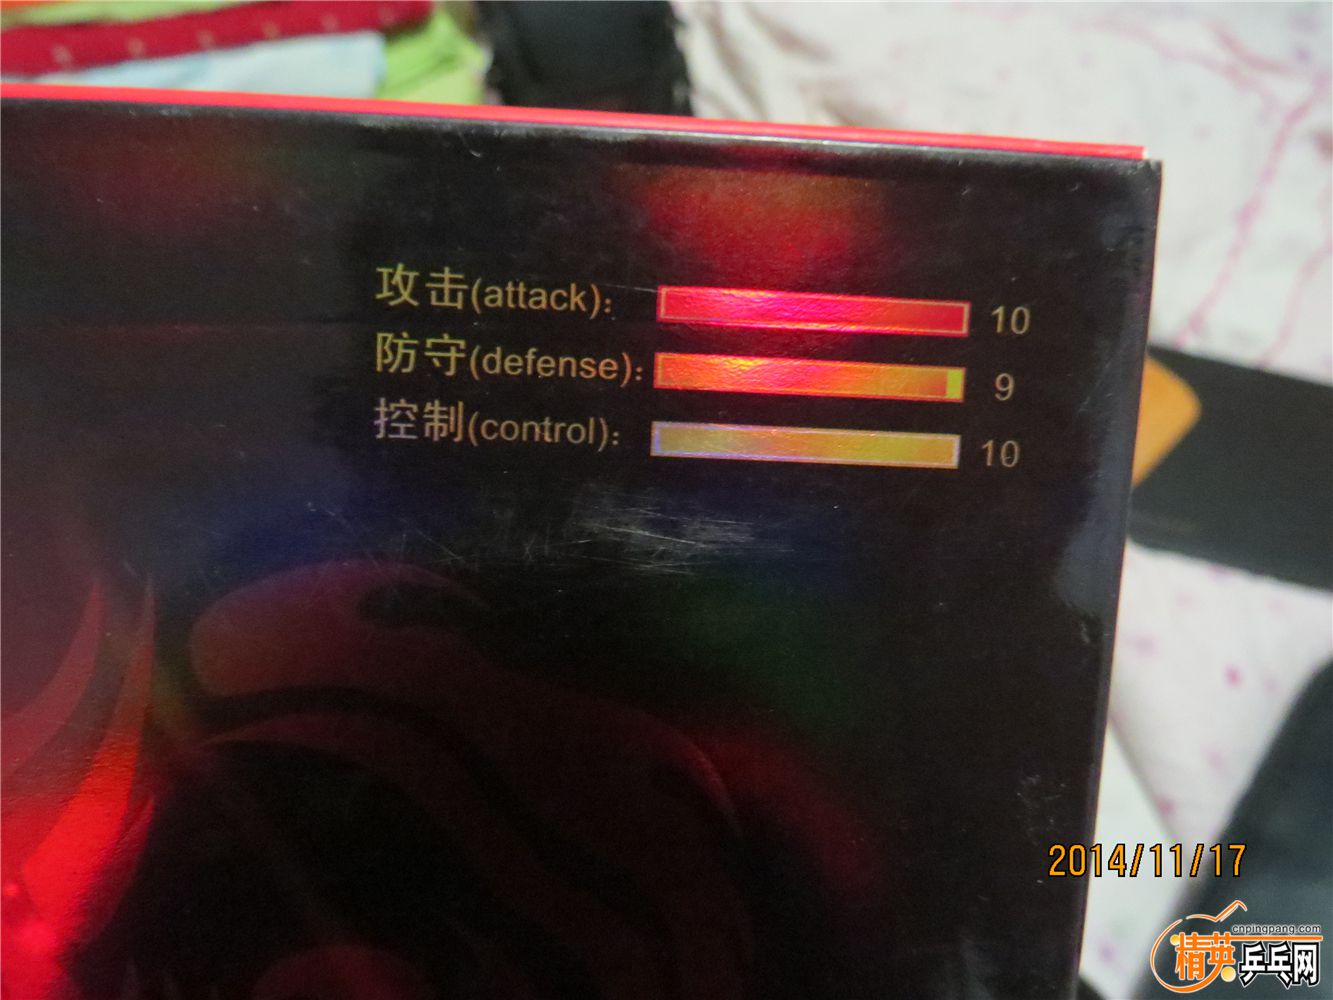 攻击(attack): 10
防守(defense): 9
控制(control): 10
2014/11/17
cnpingpang.com
精英乒乓网